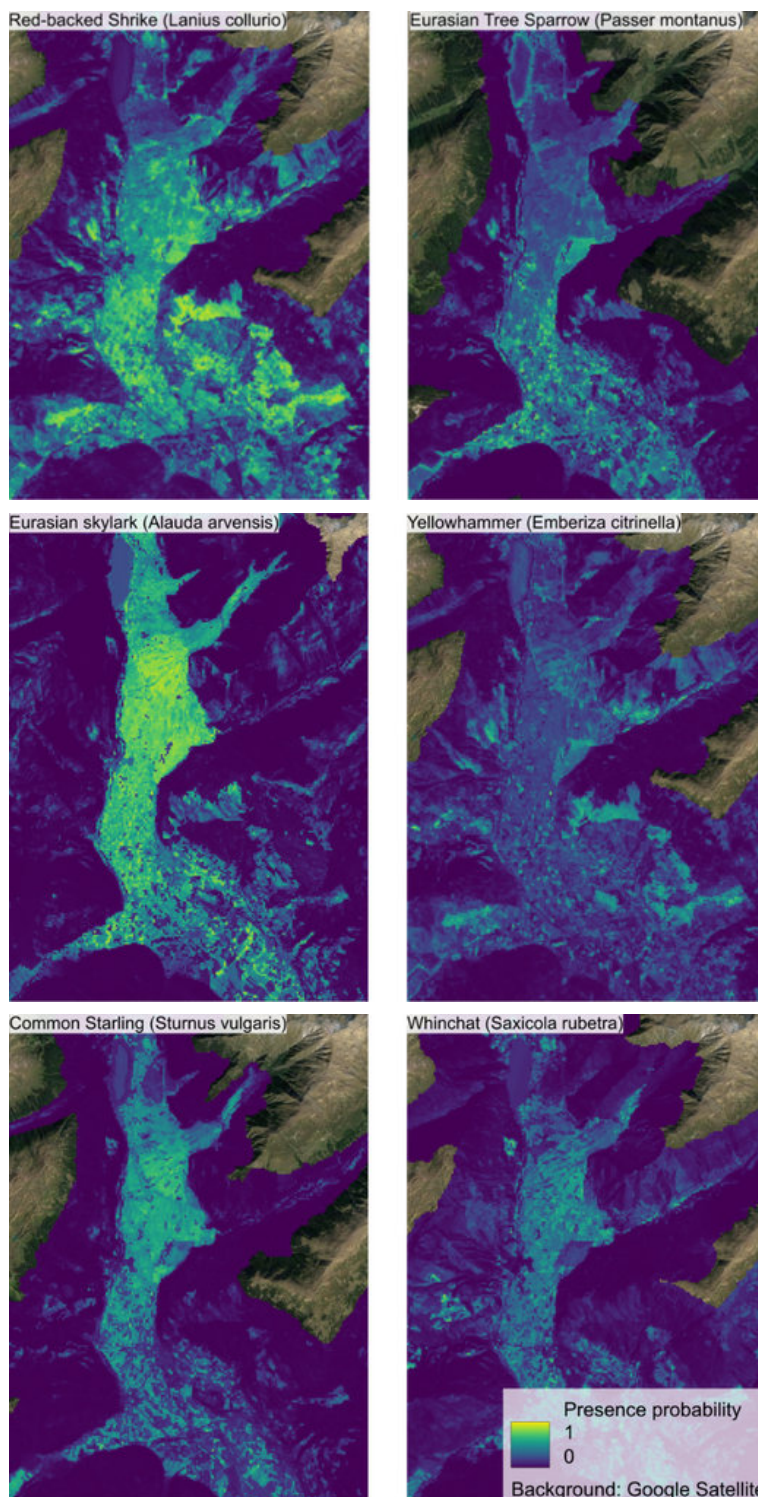 Red-backed Shrike (Lanius collurio)
Eurasian Tree Sparrow (Passer montanus)
Eurasian skylark (Alauda arvensis)
Yellowhammer (Emberiza citrinella)
Common Starling (Sturnus vulgaris)
Whinchat (Saxicola rubetra)
Presence probability
1
0
Background: Google Satellite